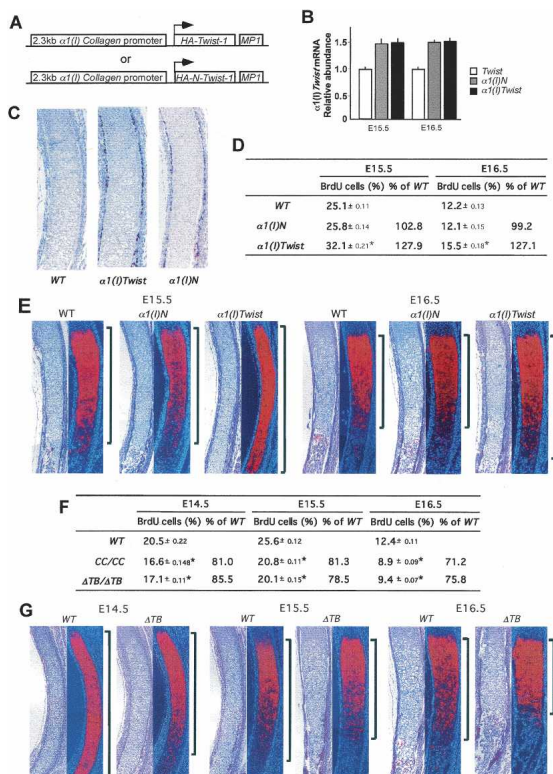 A
2.3kb α1(I) Collagen promoter HA-Twist-1 MP1
or
2.3kb α1(I) Collagen promoter HA-N-Twist-1 MP1
B
α1(I)Twist mRNA
Relative abundance
1.5
1.0
0.5
E15.5 E16.5
Twist
α1(I)N
α1(I)Twist
C
WT α1(I)Twist α1(I)N
D
E15.5 E16.5
BrdU cells (%) % of WT BrdU cells (%) % of WT
WT 25.1± 0.11 12.2± 0.13
α1(I)N 25.8± 0.14 102.8 12.1± 0.15 99.2
α1(I)Twist 32.1± 0.21* 127.9 15.5± 0.18* 127.1
E
E15.5 E16.5
WT α1(I)N α1(I)Twist WT α1(I)N α1(I)Twist
F
E14.5 E15.5 E16.5
BrdU cells (%) % of WT BrdU cells (%) % of WT BrdU cells (%) % of WT
WT 20.5± 0.22 25.6± 0.12 12.4± 0.11
CC/CC 16.6± 0.148* 81.0 20.8± 0.11* 81.3 8.9± 0.09* 71.2
ΔTB/ΔTB 17.1± 0.11* 85.5 20.1± 0.15* 78.5 9.4± 0.07* 75.8
G
E14.5 E15.5 E16.5
WT ΔTB WT ΔTB WT ΔTB